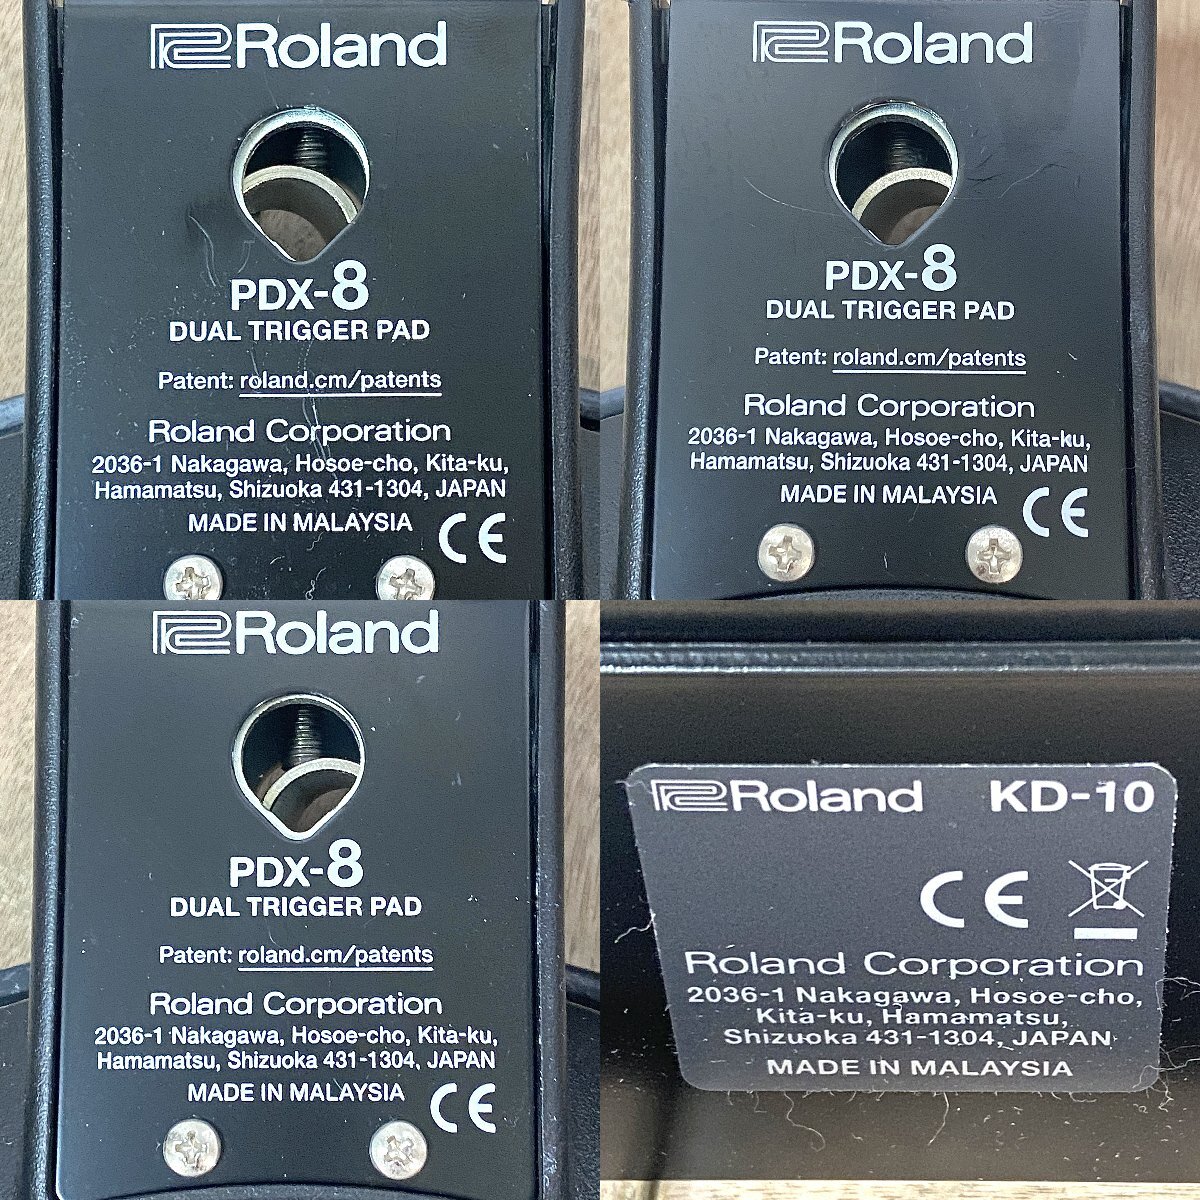 Roland
PDX-8
DUAL TRIGGER PAD
Patent: roland.cm/patents
Roland Corporation
2036-1 Nakagawa, Hosoe-cho, Kita-ku,
Hamamatsu, Shizuoka 431-1304, JAPAN
MADE IN MALAYSIA CE
Roland
PDX-8
DUAL TRIGGER PAD
Patent: roland.cm/patents
Roland Corporation
2036-1 Nakagawa, Hosoe-cho, Kita-ku,
Hamamatsu, Shizuoka 431-1304, JAPAN
MADE IN MALAYSIA CE
Roland
PDX-8
DUAL TRIGGER PAD
Patent: roland.cm/patents
Roland Corporation
2036-1 Nakagawa, Hosoe-cho, Kita-ku,
Hamamatsu, Shizuoka 431-1304, JAPAN
MADE IN MALAYSIA CE
Roland KD-10
CE
Roland Corporation
2036-1 Nakagawa, Hosoe-cho,
Kita-ku, Hamamatsu,
Shizuoka 431-1304, JAPAN
MADE IN MALAYSIA